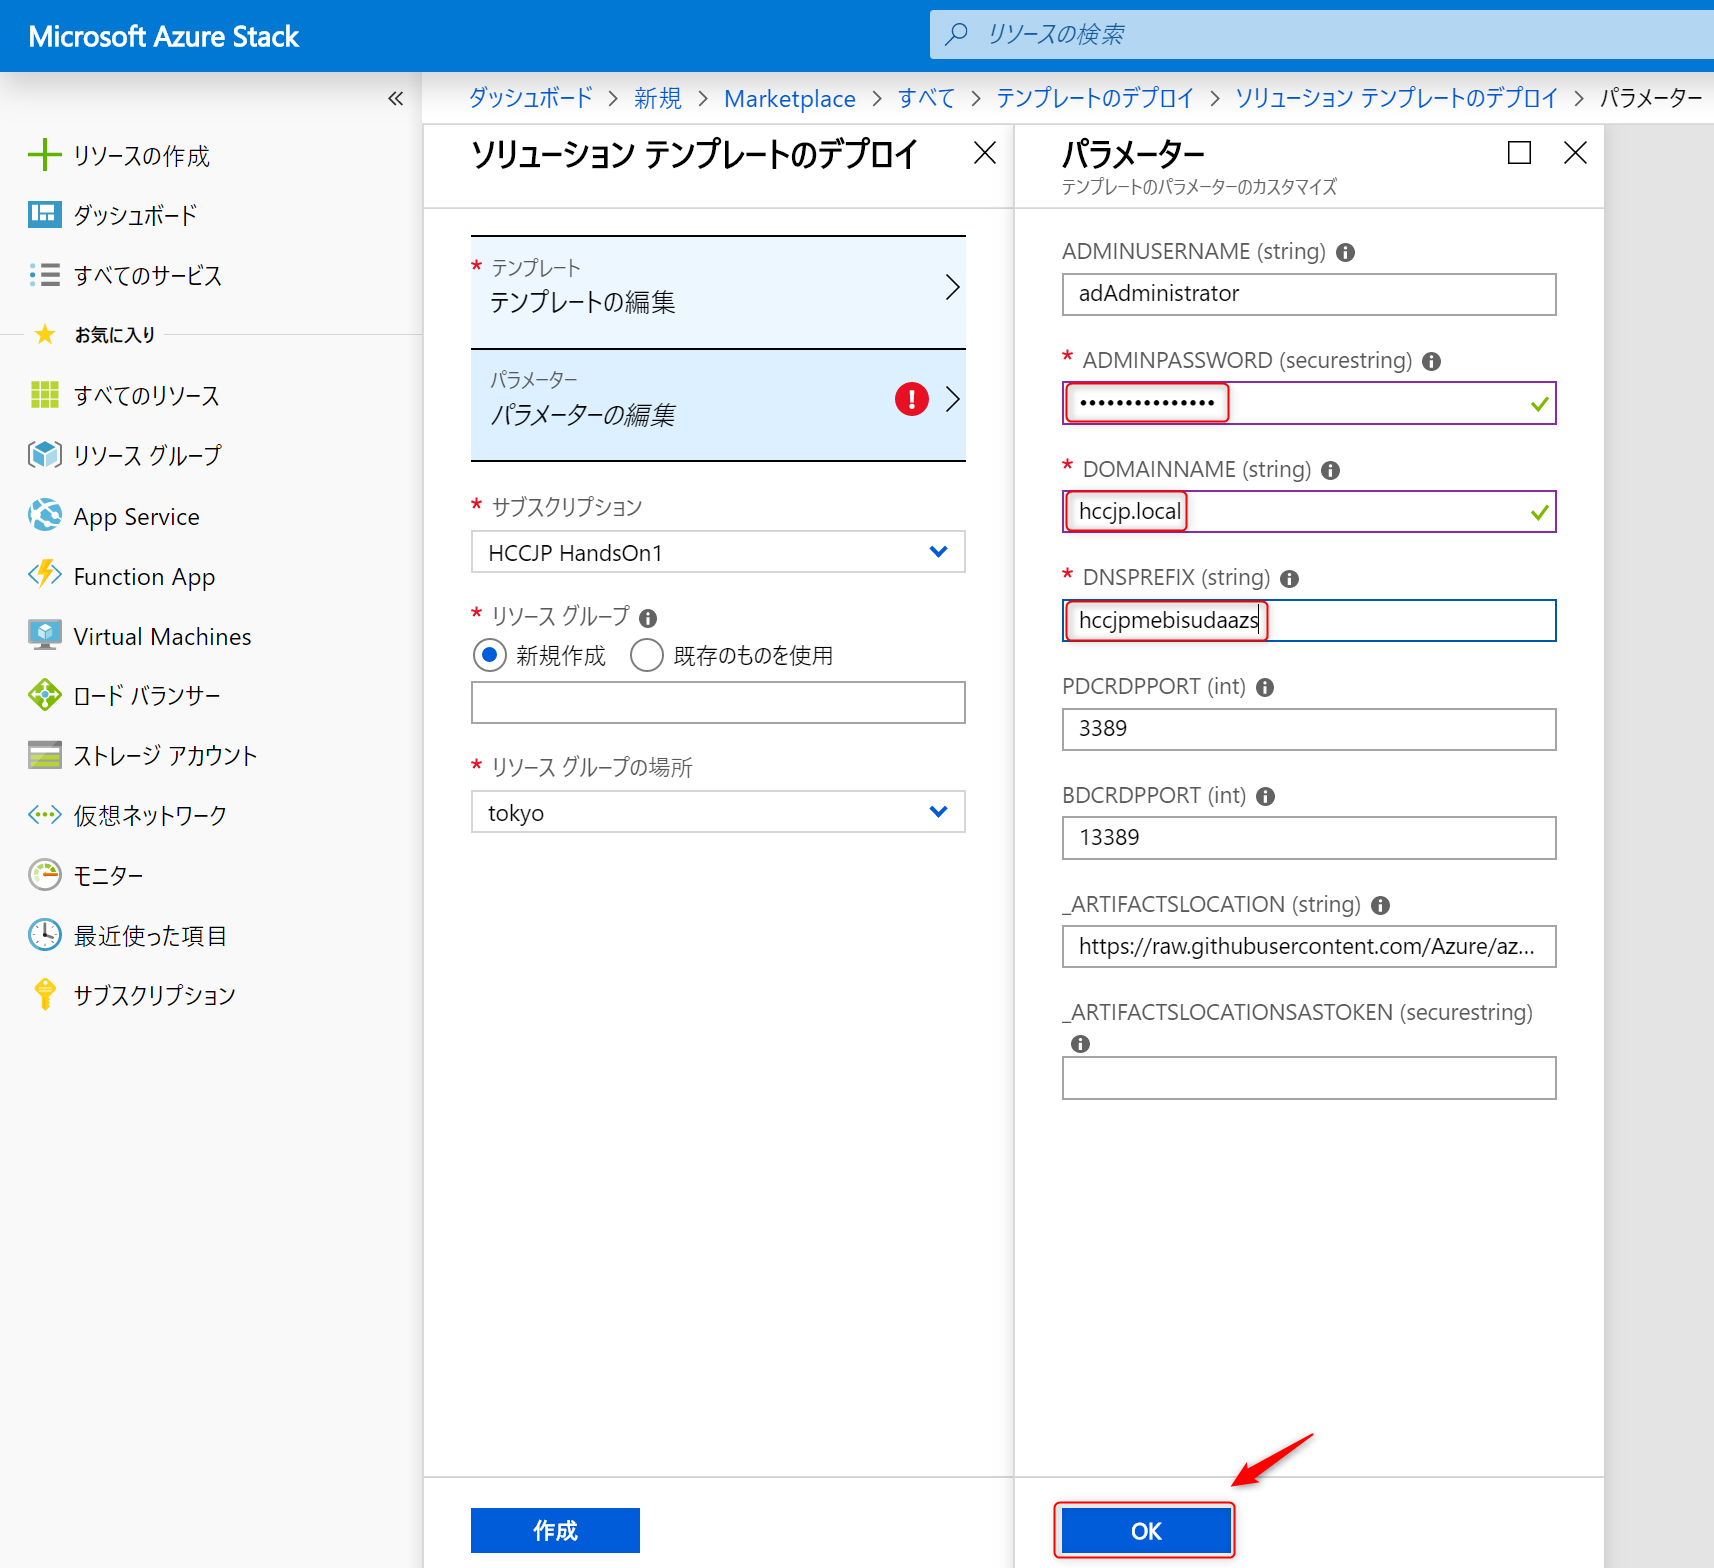 Microsoft Azure Stack
リソースの検索
«
ダッシュボード > 新規 > Marketplace > すべて > テンプレートのデプロイ > ソリューション テンプレートのデプロイ > パラメーター
リソースの作成
ダッシュボード
すべてのサービス
お気に入り
すべてのリソース
リソース グループ
App Service
Function App
Virtual Machines
ロード バランサー
ストレージ アカウント
仮想ネットワーク
モニター
最近使った項目
サブスクリプション
ソリューション テンプレートのデプロイ
* テンプレート
テンプレートの編集
パラメーター
パラメーターの編集
* サブスクリプション
HCCJP HandsOn1
* リソース グループ
新規作成 既存のものを使用
* リソース グループの場所
tokyo
作成
パラメーター
テンプレートのパラメーターのカスタマイズ
ADMINUSERNAME (string)
adAdministrator
* ADMINPASSWORD (securestring)
•••••••••••••••
* DOMAINNAME (string)
hccjp.local
* DNSPREFIX (string)
hccjpmebisudaazs
PDCRDPPORT (int)
3389
BDCRDPPORT (int)
13389
_ARTIFACTSLOCATION (string)
https://raw.githubusercontent.com/Azure/az...
_ARTIFACTSLOCATIONSASTOKEN (securestring)
OK